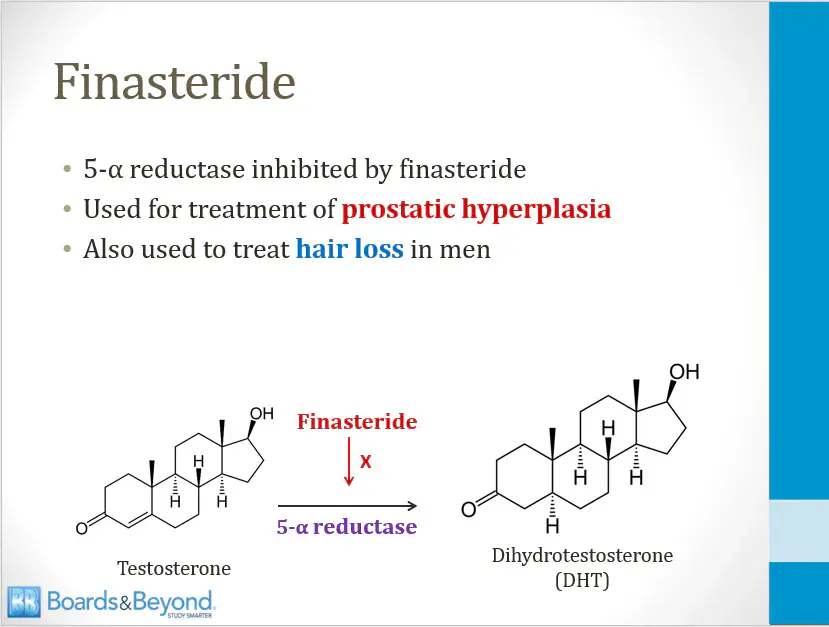 Finasteride
• 5-α reductase inhibited by finasteride
• Used for treatment of prostatic hyperplasia
• Also used to treat hair loss in men
OH
O
H
H
H
Testosterone
Finasteride
X
5-α reductase
OH
O
H
H
H
H
Dihydrotestosterone
(DHT)
BB Boards&Beyond.
STUDY SMARTER